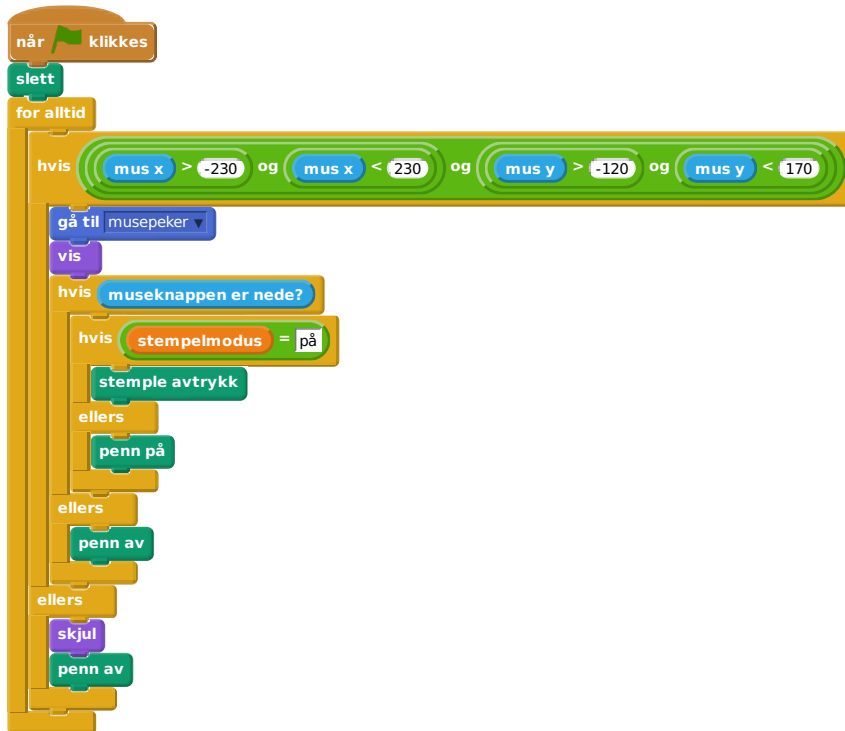 når klikkes
slett
for alltid
hvis mus x > -230 og mus x < 230 og mus y > -120 og mus y < 170
gå til musepeker
vis
hvis museknappen er nede?
hvis stempelmodus = på
stemple avtrykk
ellers
penn på
ellers
penn av
ellers
skjul
penn av